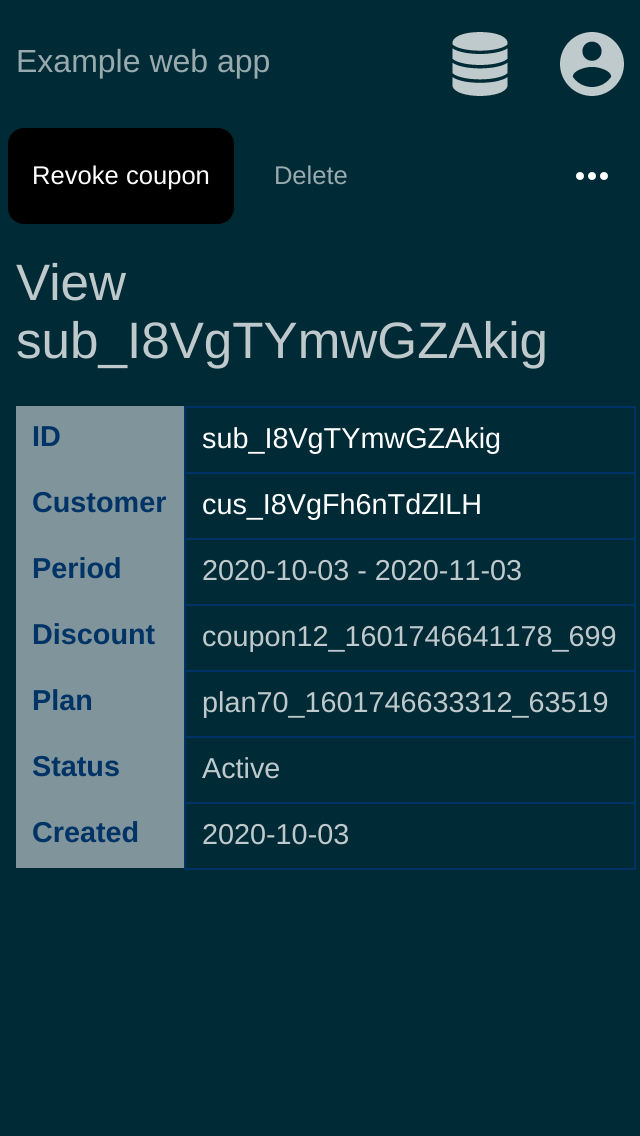 Example web app
Revoke coupon Delete
View
sub_I8VgTYmwGZAkig
ID sub_I8VgTYmwGZAkig
Customer cus_I8VgFh6nTdZlLH
Period 2020-10-03 - 2020-11-03
Discount coupon12_1601746641178_699
Plan plan70_1601746633312_63519
Status Active
Created 2020-10-03